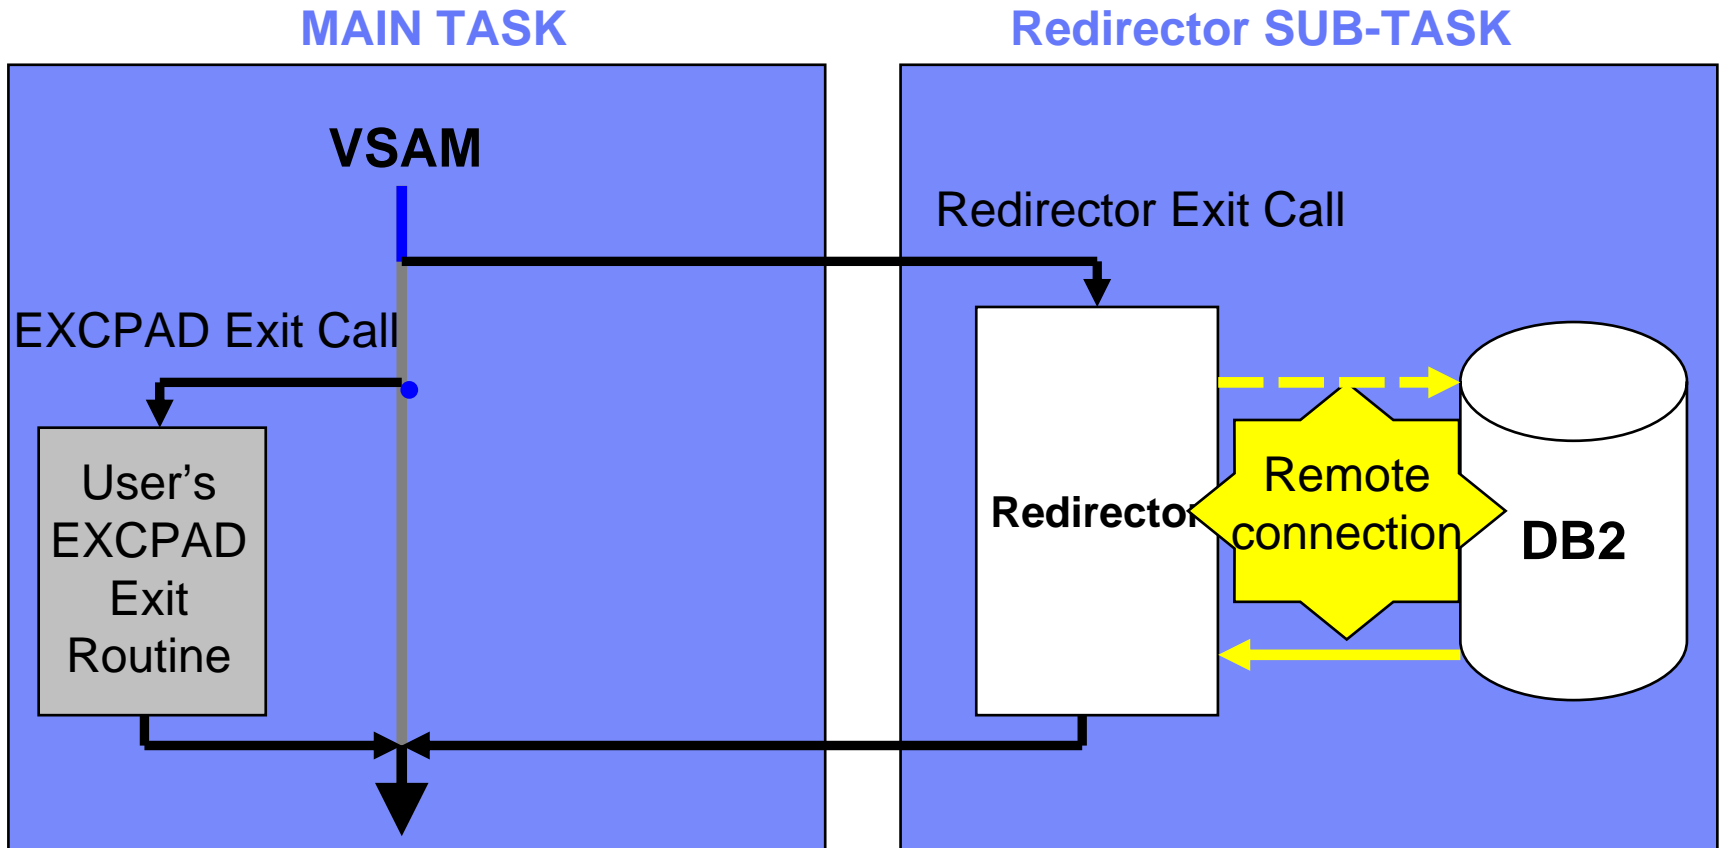 MAIN TASK
Redirector SUB-TASK
VSAM
Redirector Exit Call
EXCPAD Exit Call
User's
EXCPAD
Exit
Routine
Redirector
Remote
connection
DB2